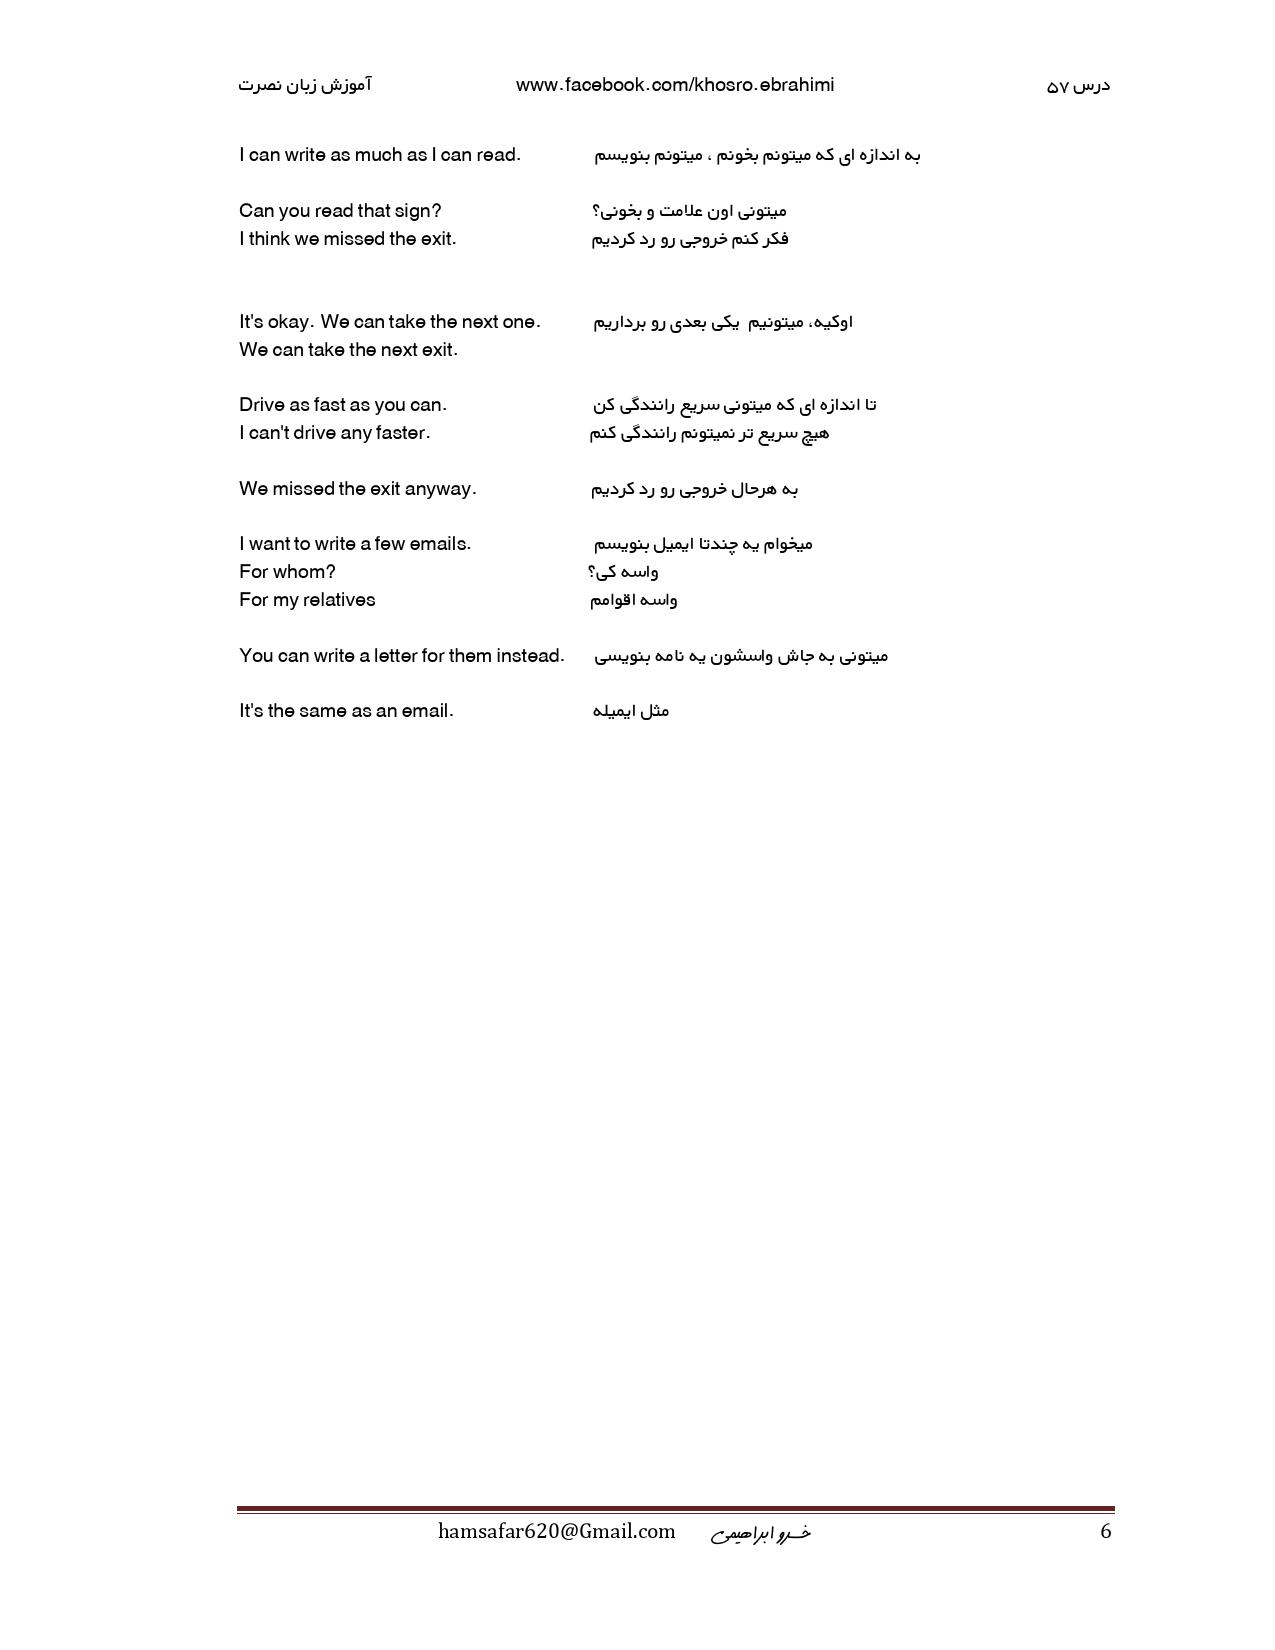 آموزش زبان نصرت www.facebook.com/khosro.ebrahimi درس ۵۷
I can write as much as I can read. به اندازه ای که میتونم بخونم ، میتونم بنویسم
Can you read that sign? میتونی اون علامت و بخونی؟
I think we missed the exit. فکر کنم خروجی رو رد کردیم
It's okay. We can take the next one. اوکیه، میتونیم یکی بعدی رو برداریم
We can take the next exit.
Drive as fast as you can. تا اندازه ای که میتونی سریع رانندگی کن
I can't drive any faster. هیچ سریع تر نمیتونم رانندگی کنم
We missed the exit anyway. به هرحال خروجی رو رد کردیم
I want to write a few emails. میخوام یه چندتا ایمیل بنویسم
For whom? واسه کی؟
For my relatives واسه اقوامم
You can write a letter for them instead. میتونی به جاش واسشون یه نامه بنویسی
It's the same as an email. مثل ایمیله
hamsafar620@Gmail.com خسرو ابراهیمی 6